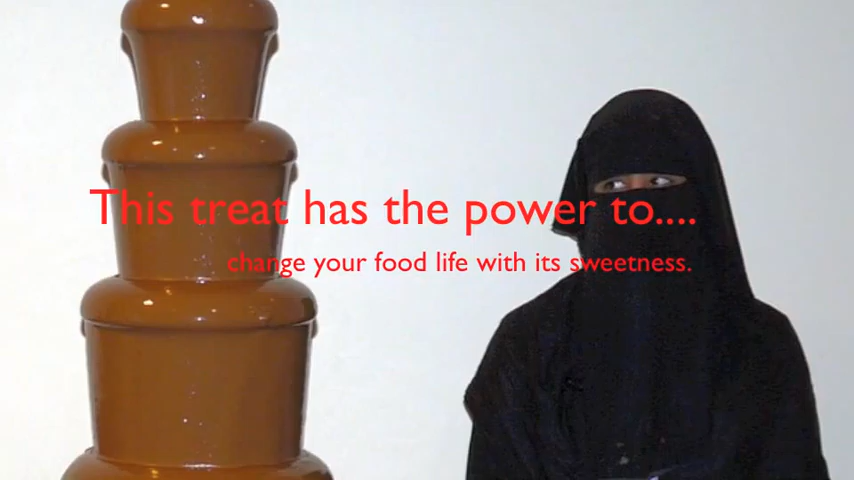 This treat has the power to....
change your food life with its sweetness.